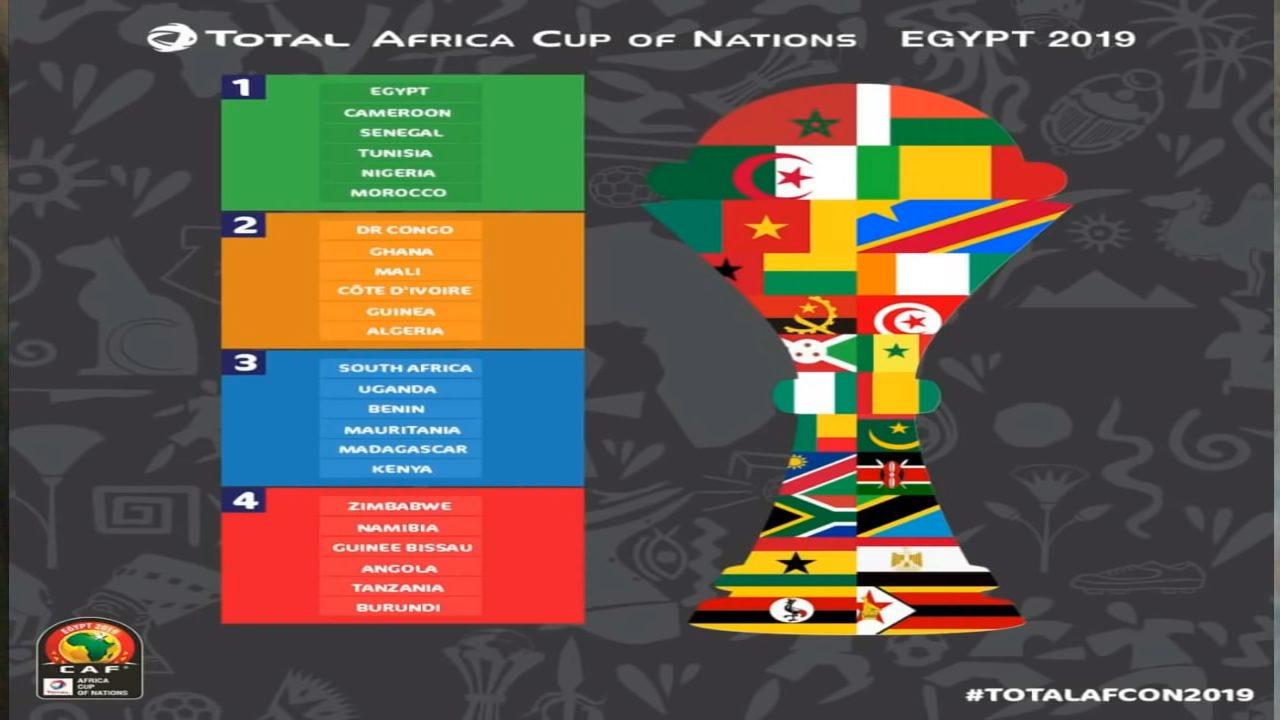 TOTAL AFRICA CUP OF NATIONS EGYPT 2019
1
EGYPT
CAMEROON
SENEGAL
TUNISIA
NIGERIA
MOROCCO
2
DR CONGO
GHANA
MALI
CÔTE D'IVOIRE
GUINEA
ALGERIA
3
SOUTH AFRICA
UGANDA
BENIN
MAURITANIA
MADAGASCAR
KENYA
4
ZIMBABWE
NAMIBIA
GUINEE BISSAU
ANGOLA
TANZANIA
BURUNDI
EGYPT 2019
CAF
TOTAL
AFRICA
CUP
OF NATIONS
#TOTALAFCON2019